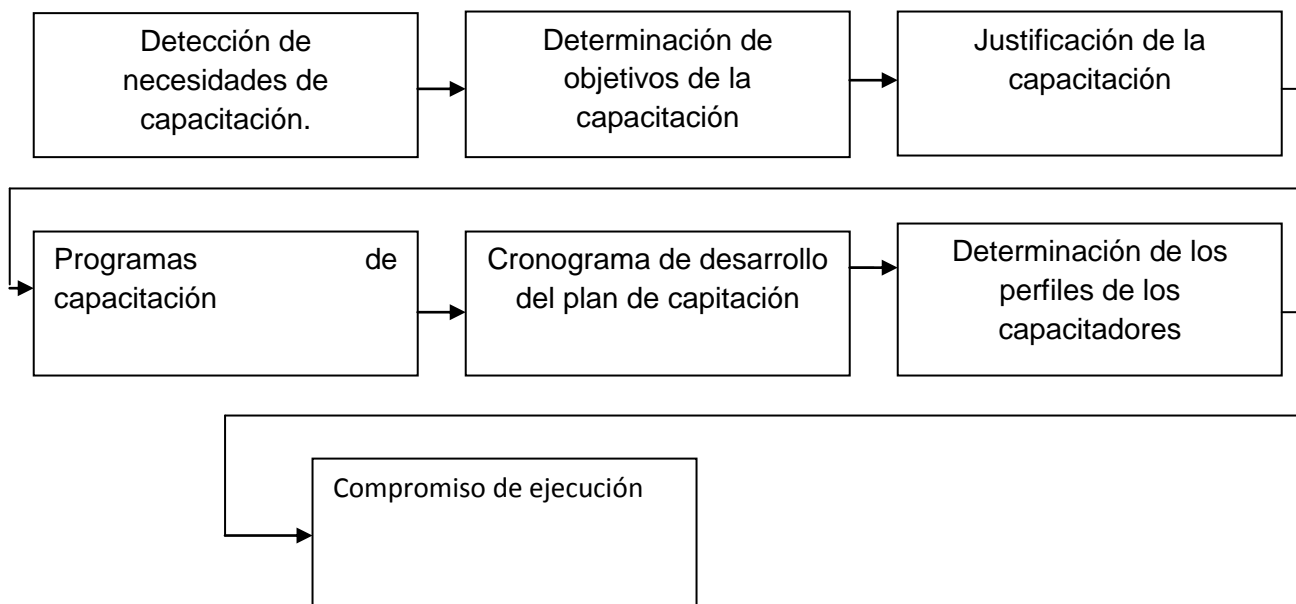 Detección de
necesidades de
capacitación.
Determinación de
objetivos de la
capacitación
Justificación de la
capacitación
Programas de
capacitación
Cronograma de desarrollo
del plan de capitación
Determinación de los
perfiles de los
capacitadores
Compromiso de ejecución